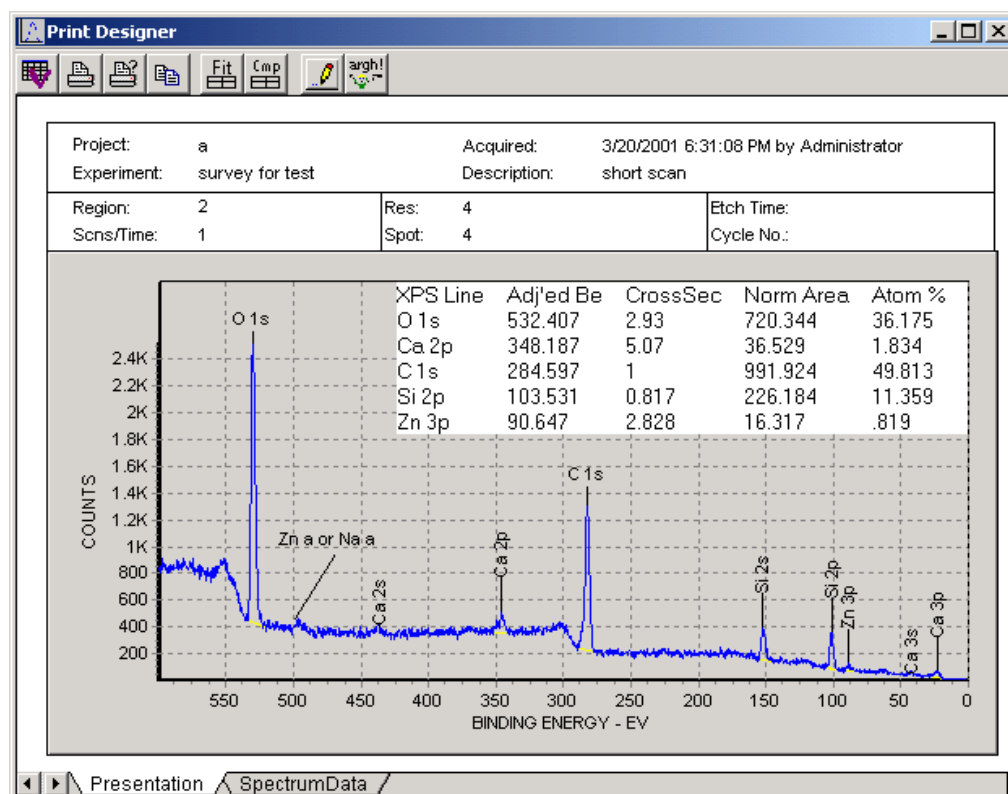 Print Designer
Fit Cmp argh!
Project: a Acquired: 3/20/2001 6:31:08 PM by Administrator
Experiment: survey for test Description: short scan
Region: 2 Res: 4 Etch Time:
Scns/Time: 1 Spot: 4 Cycle No.:
XPS Line Adj'ed Be CrossSec Norm Area Atom %
O 1s 532.407 2.93 720.344 36.175
Ca 2p 348.187 5.07 36.529 1.834
C 1s 284.597 1 991.924 49.813
Si 2p 103.531 0.817 226.184 11.359
Zn 3p 90.647 2.828 16.317 .819
O 1s
C 1s
Zn a or Na a
Ca 2s
Ca 2p
Si 2s
Si 2p
Zn 3p
Ca 3s
Ca 3p
COUNTS
2.4K
2.2K
2K
1.8K
1.6K
1.4K
1.2K
1K
800
600
400
200
550 500 450 400 350 300 250 200 150 100 50 0
BINDING ENERGY - EV
Presentation SpectrumData